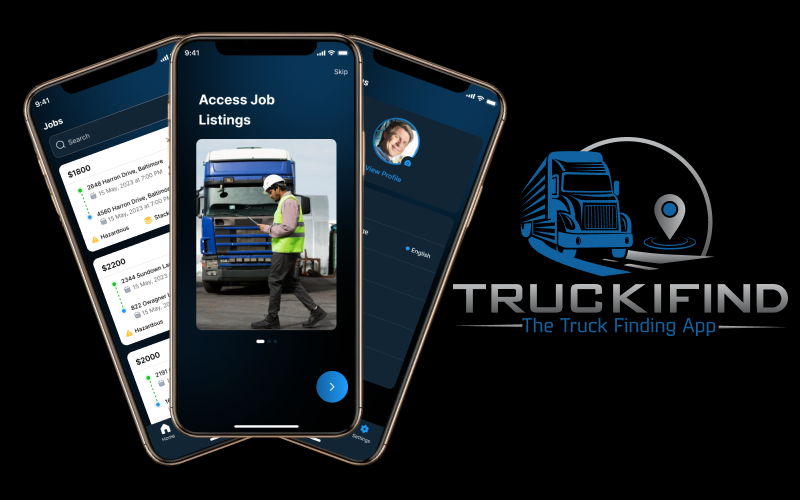 9:41
Jobs
Search
$1800
2648 Harron Drive, Baltimore
15 May, 2023 at 7:00 PM
4560 Harron Drive, Baltimore
15 May, 2023 at 7:00 PM
Hazardous
Stack
$2200
2344 Sundown La
15 May, 2023
822 Owagner
15 May, 2023
Hazardous
$2000
2191
Home
9:41
Skip
Access Job
Listings
View Profile
English
Settings
TRUCKIFIND
The Truck Finding App